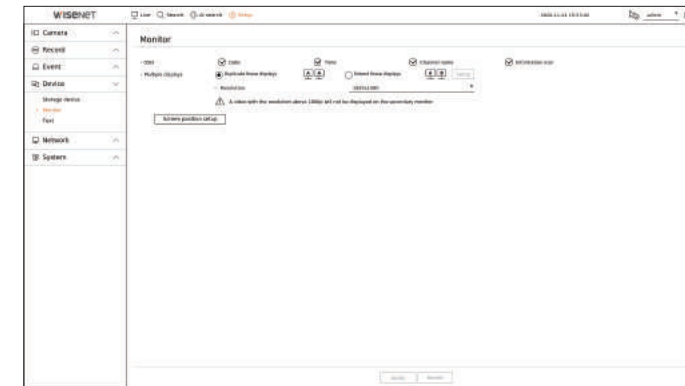 WISENET
Live Search AI search Setup
admin
Camera
Record
Event
Device
Storage device
Monitor
Text
Network
System
Monitor
OSD Date Time Channel name Information icon
Multiple displays Duplicate these displays Extend these displays Setup
Resolution
A video with the resolution above 1080p will not be displayed on the secondary monitor
Screen position setup